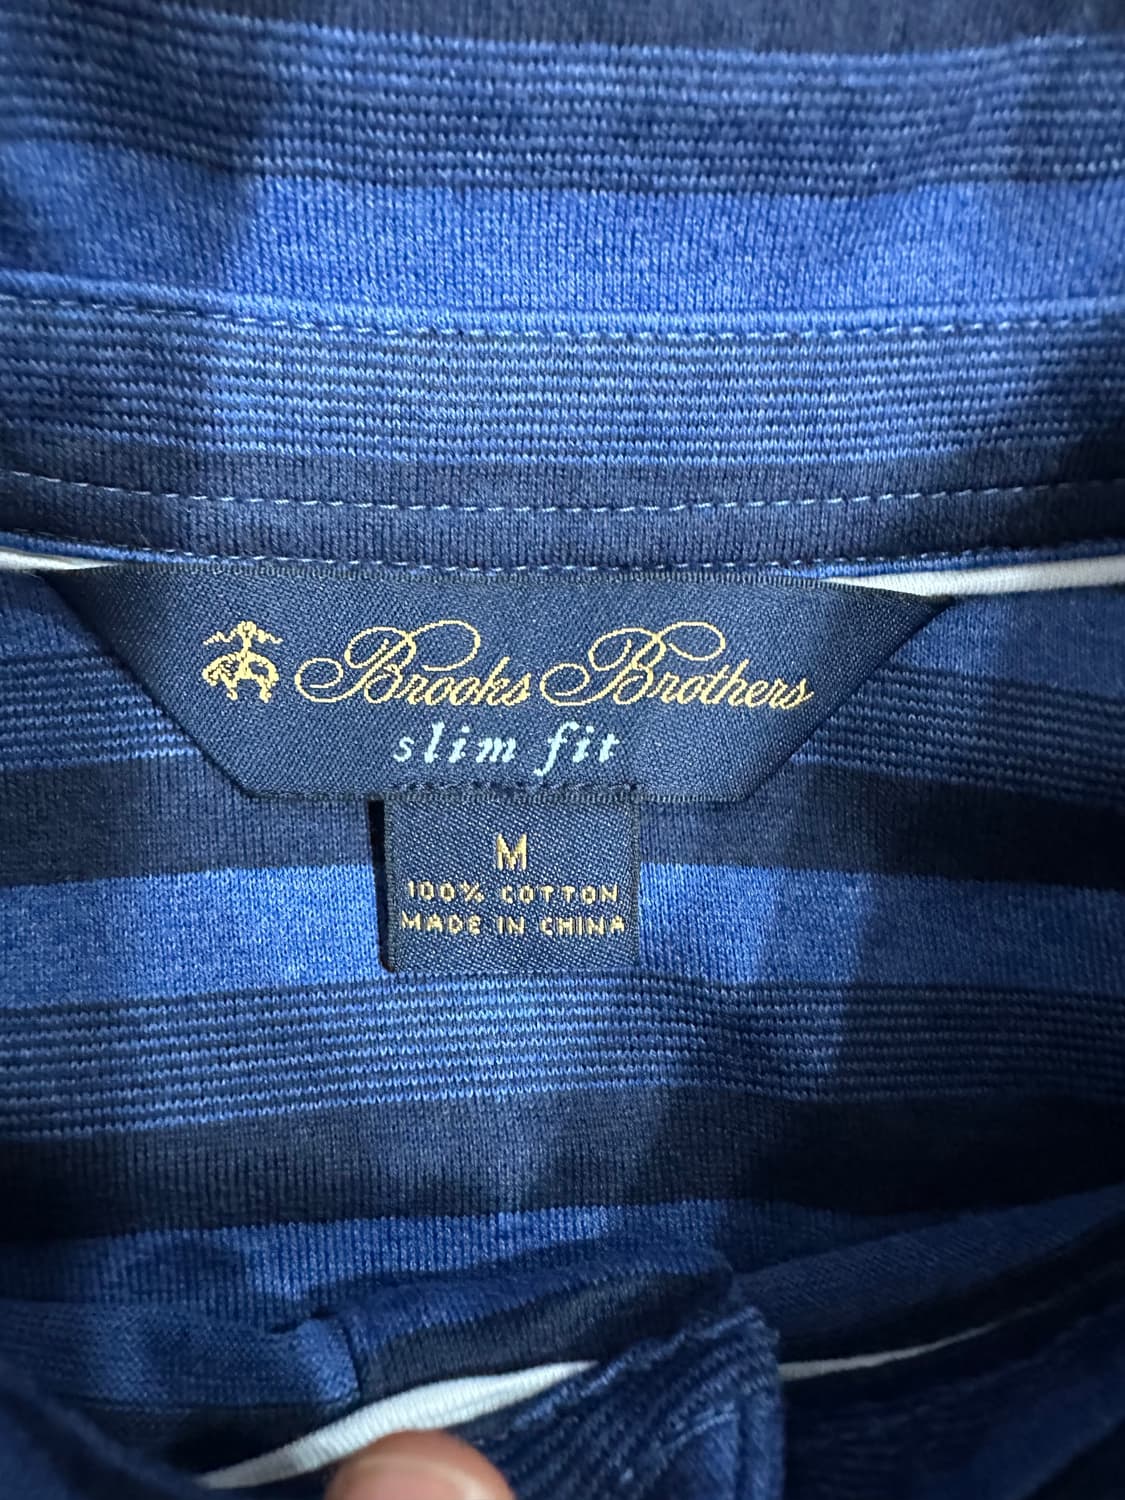 Brooks Brothers
slim fit
M
100% COTTON
MADE IN CHINA